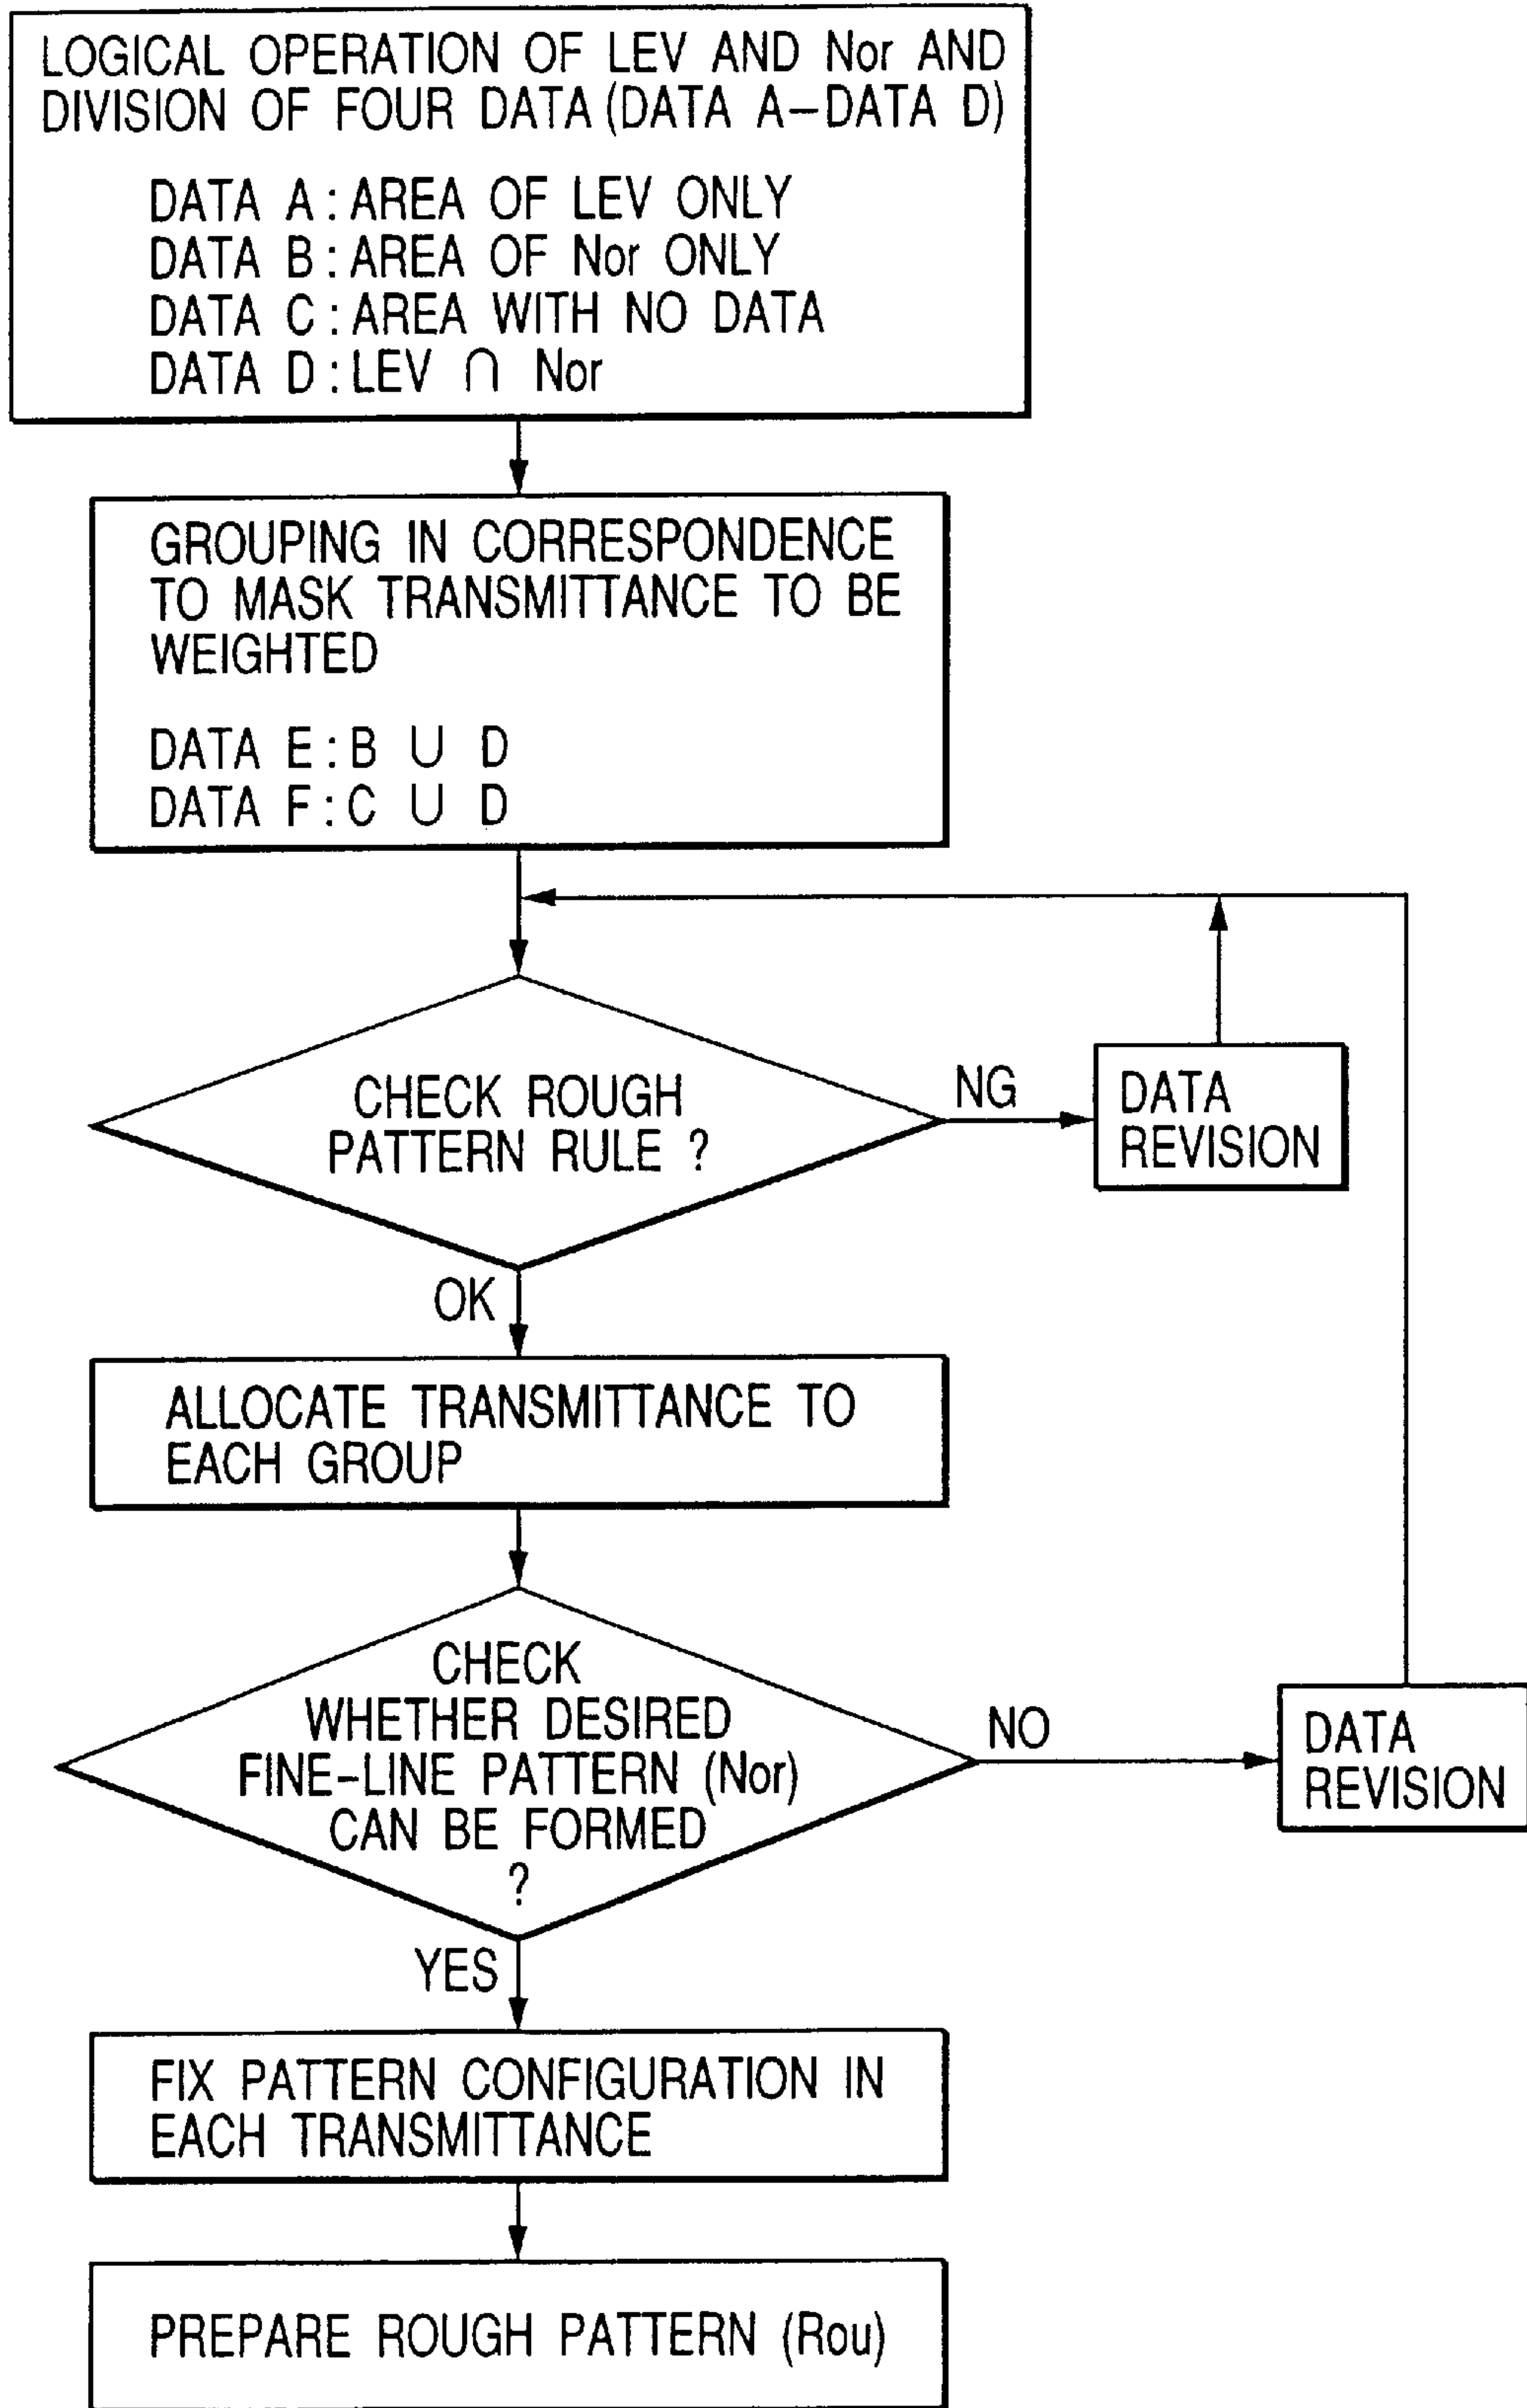 LOGICAL OPERATION OF LEV AND Nor AND
DIVISION OF FOUR DATA (DATA A–DATA D)
DATA A : AREA OF LEV ONLY
DATA B : AREA OF Nor ONLY
DATA C : AREA WITH NO DATA
DATA D : LEV ∩ Nor
GROUPING IN CORRESPONDENCE
TO MASK TRANSMITTANCE TO BE
WEIGHTED
DATA E : B ∪ D
DATA F : C ∪ D
CHECK ROUGH
PATTERN RULE ?
NG
DATA
REVISION
OK
ALLOCATE TRANSMITTANCE TO
EACH GROUP
CHECK
WHETHER DESIRED
FINE–LINE PATTERN (Nor)
CAN BE FORMED
?
NO
DATA
REVISION
YES
FIX PATTERN CONFIGURATION IN
EACH TRANSMITTANCE
PREPARE ROUGH PATTERN (Rou)